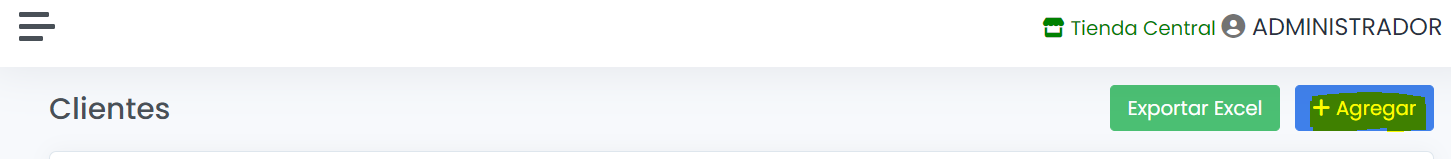 Tienda Central ADMINISTRADOR
Clientes Exportar Excel + Agregar